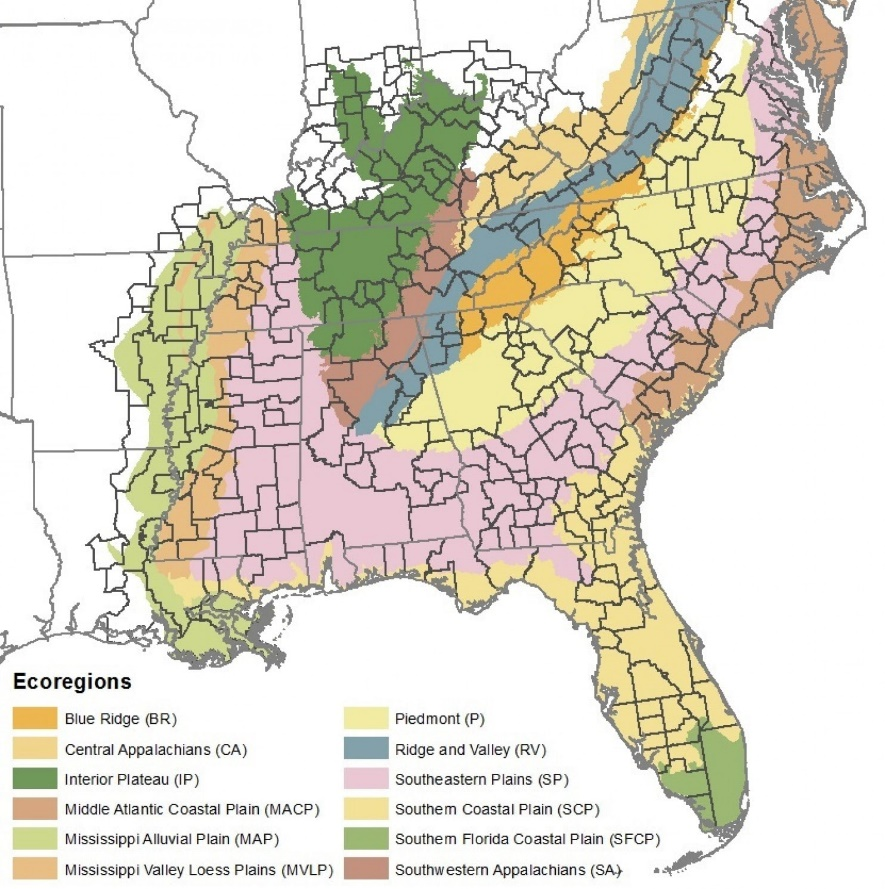 Ecoregions
Blue Ridge (BR)
Central Appalachians (CA)
Interior Plateau (IP)
Middle Atlantic Coastal Plain (MACP)
Mississippi Alluvial Plain (MAP)
Mississippi Valley Loess Plains (MVLP)
Piedmont (P)
Ridge and Valley (RV)
Southeastern Plains (SP)
Southern Coastal Plain (SCP)
Southern Florida Coastal Plain (SFCP)
Southwestern Appalachians (SA)